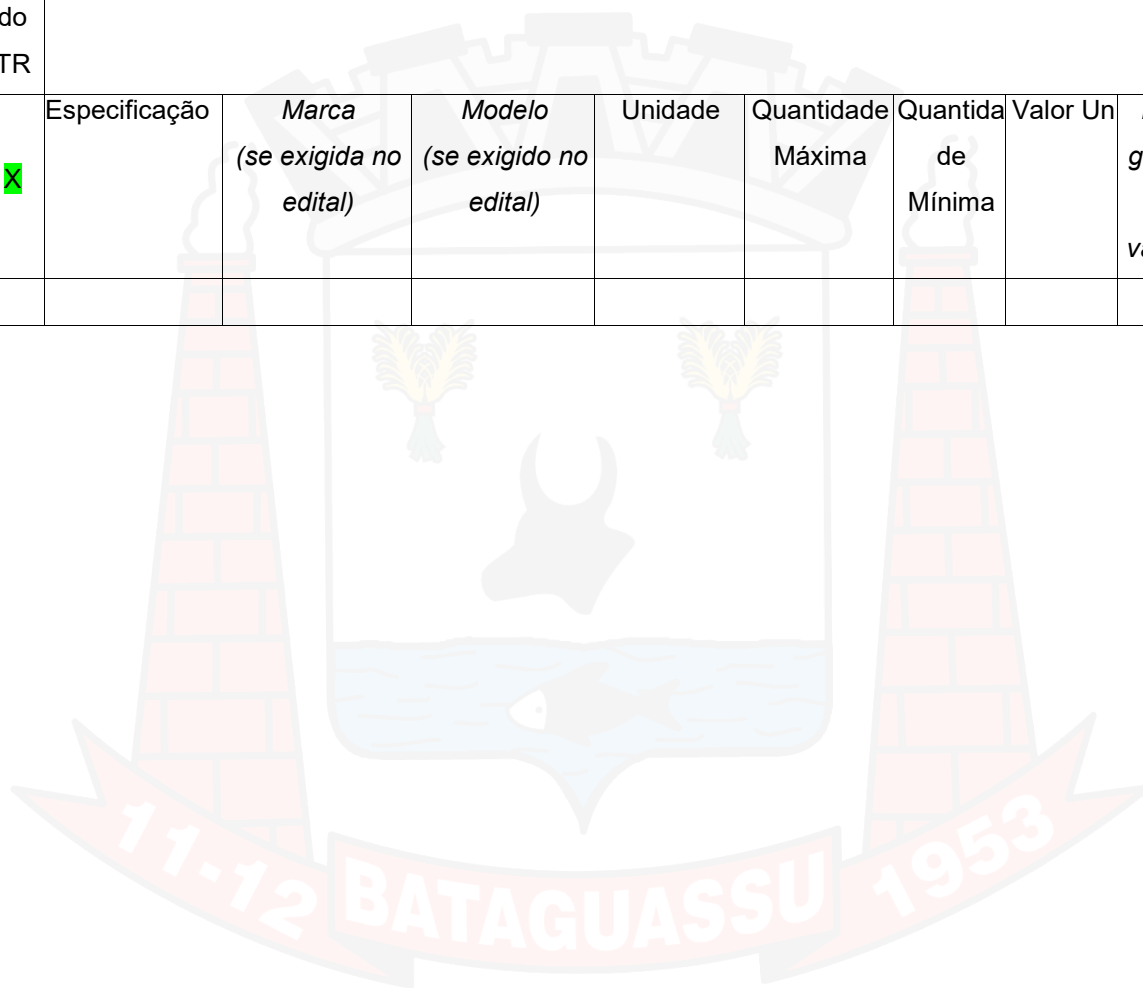 do
TR
X
Especificação
Marca
(se exigida no
edital)
Modelo
(se exigido no
edital)
Unidade
Quantidade
Máxima
Quantida
de
Mínima
Valor Un
11-12 BATAGUASSU 1953